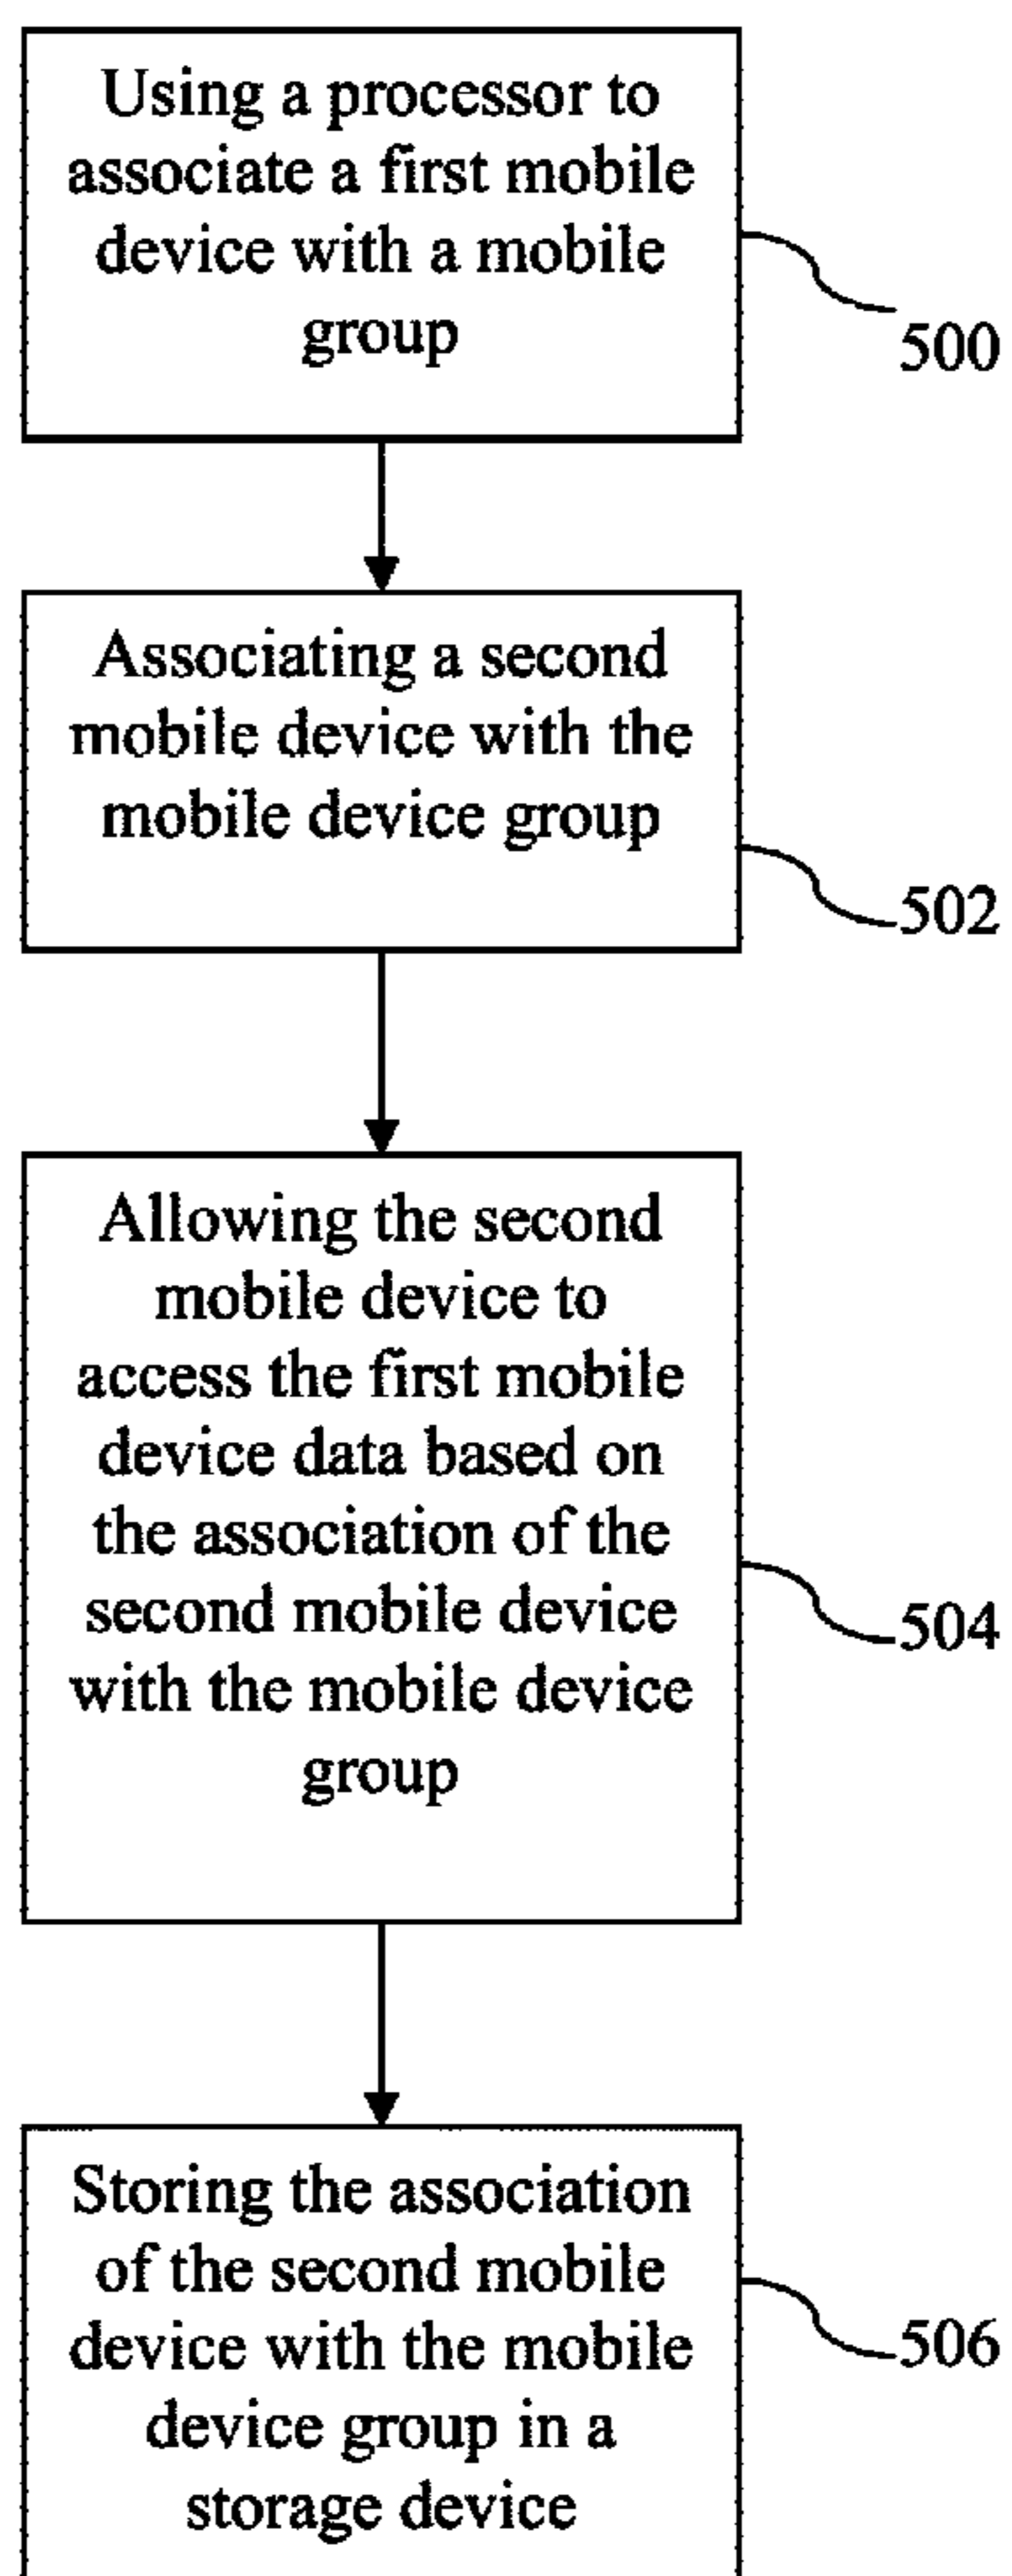 Using a processor to
associate a first mobile
device with a mobile
group
500
Associating a second
mobile device with the
mobile device group
502
Allowing the second
mobile device to
access the first mobile
device data based on
the association of the
second mobile device
with the mobile device
group
504
Storing the association
of the second mobile
device with the mobile
device group in a
storage device
506